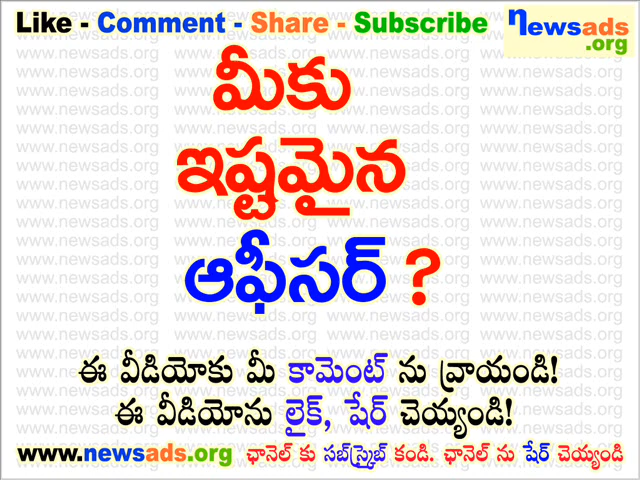 Like - Comment - Share - Subscribe
newsads
.org
మీకు
ఇష్టమైన
ఆఫీసర్ ?
ఈ వీడియోకు మీ కామెంట్ ను వ్రాయండి!
ఈ వీడియోను లైక్, షేర్ చెయ్యండి!
www.newsads.org ఛానెల్ కు సబ్‌స్క్రైబ్ కండి. ఛానెల్ ను షేర్ చెయ్యండి